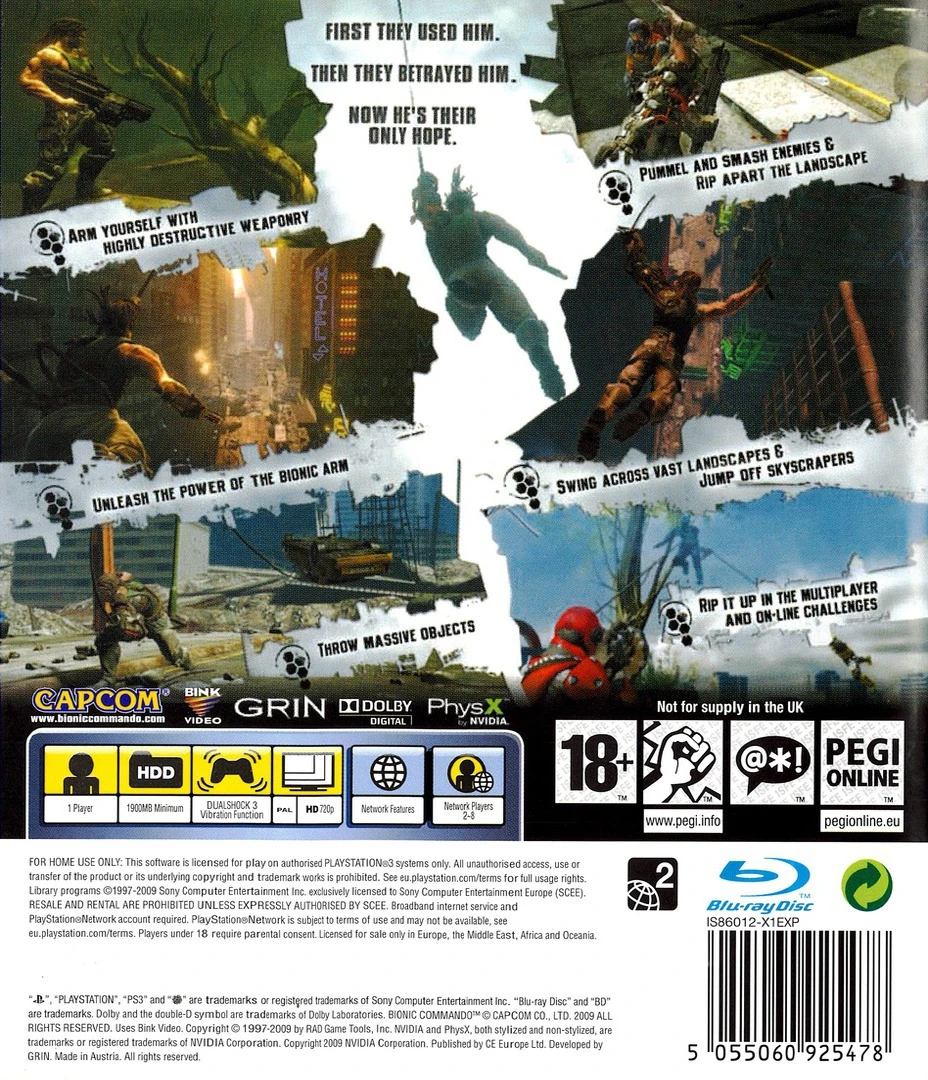 FIRST THEY USED HIM.
THEN THEY BETRAYED HIM.
NOW HE'S THEIR
ONLY HOPE.
PUMMEL AND SMASH ENEMIES &
RIP APART THE LANDSCAPE
ARM YOURSELF WITH
HIGHLY DESTRUCTIVE WEAPONRY
HOTEL
UNLEASH THE POWER OF THE BIONIC ARM
SWING ACROSS VAST LANDSCAPES &
JUMP OFF SKYSCRAPERS
RIP IT UP IN THE MULTIPLAYER
AND ON-LINE CHALLENGES
THROW MASSIVE OBJECTS
CAPCOM®
www.bioniccommando.com
BINK
VIDEO
GRIN
DOLBY
DIGITAL
PhysX™
by NVIDIA.
Not for supply in the UK
18+
TM
@*!
TM
TM
PEGI
ONLINE
TM
www.pegi.info
pegionline.eu
HDD
1 Player
1900MB Minimum
DUALSHOCK 3
Vibration Function
PAL
HD 720p
Network Features
Network Players
2-8
FOR HOME USE ONLY: This software is licensed for play on authorised PLAYSTATION®3 systems only. All unauthorised access, use or
transfer of the product or its underlying copyright and trademark works is prohibited. See eu.playstation.com/terms for full usage rights.
Library programs ©1997-2009 Sony Computer Entertainment Inc. exclusively licensed to Sony Computer Entertainment Europe (SCEE).
RESALE AND RENTAL ARE PROHIBITED UNLESS EXPRESSLY AUTHORISED BY SCEE. Broadband internet service and
PlayStation®Network account required. PlayStation®Network is subject to terms of use and may not be available, see
eu.playstation.com/terms. Players under 18 require parental consent. Licensed for sale only in Europe, the Middle East, Africa and Oceania.
2
Blu-ray Disc
TM
IS86012-X1EXP
"", "PLAYSTATION", "PS3" and "" are trademarks or registered trademarks of Sony Computer Entertainment Inc. "Blu-ray Disc" and "BD"
are trademarks. Dolby and the double-D symbol are trademarks of Dolby Laboratories. BIONIC COMMANDO™ © CAPCOM CO., LTD. 2009 ALL
RIGHTS RESERVED. Uses Bink Video. Copyright © 1997-2009 by RAD Game Tools, Inc. NVIDIA and PhysX, both stylized and non-stylized, are
trademarks or registered trademarks of NVIDIA Corporation. Copyright 2009 NVIDIA Corporation. Published by CE Europe Ltd. Developed by
GRIN. Made in Austria. All rights reserved.
5 055060 925478